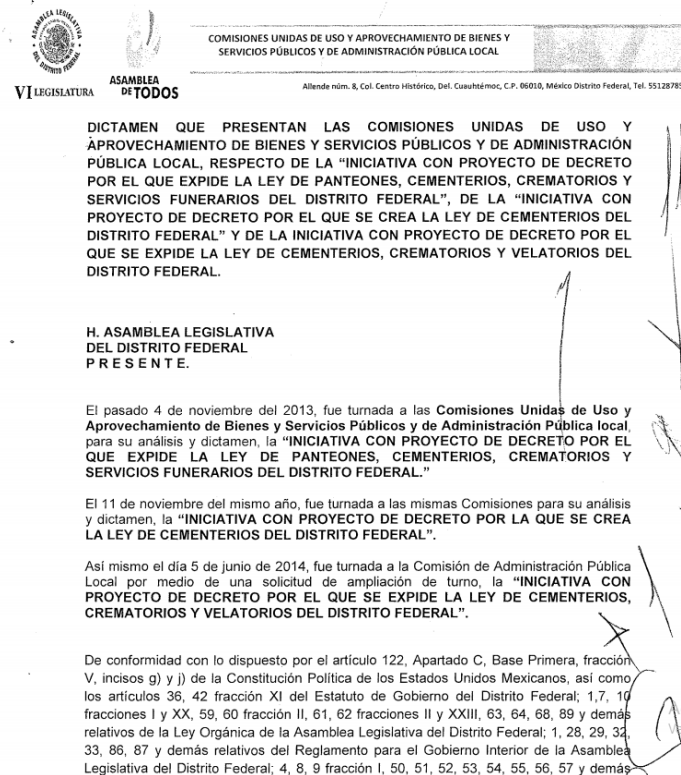 ASAMBLEA LEGISLATIVA
DEL DISTRITO FEDERAL
VI LEGISLATURA
ASAMBLEA
DE TODOS
COMISIONES UNIDAS DE USO Y APROVECHAMIENTO DE BIENES Y
SERVICIOS PÚBLICOS Y DE ADMINISTRACIÓN PÚBLICA LOCAL
Allende núm. 8, Col. Centro Histórico, Del. Cuauhtémoc, C.P. 06010, México Distrito Federal, Tel. 5512878
DICTAMEN QUE PRESENTAN LAS COMISIONES UNIDAS DE USO Y
APROVECHAMIENTO DE BIENES Y SERVICIOS PÚBLICOS Y DE ADMINISTRACIÓN
PÚBLICA LOCAL, RESPECTO DE LA “INICIATIVA CON PROYECTO DE DECRETO
POR EL QUE EXPIDE LA LEY DE PANTEONES, CEMENTERIOS, CREMATORIOS Y
SERVICIOS FUNERARIOS DEL DISTRITO FEDERAL”, DE LA “INICIATIVA CON
PROYECTO DE DECRETO POR EL QUE SE CREA LA LEY DE CEMENTERIOS DEL
DISTRITO FEDERAL” Y DE LA INICIATIVA CON PROYECTO DE DECRETO POR EL
QUE SE EXPIDE LA LEY DE CEMENTERIOS, CREMATORIOS Y VELATORIOS DEL
DISTRITO FEDERAL.
H. ASAMBLEA LEGISLATIVA
DEL DISTRITO FEDERAL
P R E S E N T E.
El pasado 4 de noviembre del 2013, fue turnada a las Comisiones Unidas de Uso y
Aprovechamiento de Bienes y Servicios Públicos y de Administración Pública local,
para su análisis y dictamen, la “INICIATIVA CON PROYECTO DE DECRETO POR EL
QUE EXPIDE LA LEY DE PANTEONES, CEMENTERIOS, CREMATORIOS Y
SERVICIOS FUNERARIOS DEL DISTRITO FEDERAL.”
El 11 de noviembre del mismo año, fue turnada a las mismas Comisiones para su análisis
y dictamen, la “INICIATIVA CON PROYECTO DE DECRETO POR LA QUE SE CREA
LA LEY DE CEMENTERIOS DEL DISTRITO FEDERAL”.
Así mismo el día 5 de junio de 2014, fue turnada a la Comisión de Administración Pública
Local por medio de una solicitud de ampliación de turno, la “INICIATIVA CON
PROYECTO DE DECRETO POR EL QUE SE EXPIDE LA LEY DE CEMENTERIOS,
CREMATORIOS Y VELATORIOS DEL DISTRITO FEDERAL”.
De conformidad con lo dispuesto por el artículo 122, Apartado C, Base Primera, fracción
V, incisos g) y j) de la Constitución Política de los Estados Unidos Mexicanos, así como
los artículos 36, 42 fracción XI del Estatuto de Gobierno del Distrito Federal; 1,7, 10
fracciones I y XX, 59, 60 fracción II, 61, 62 fracciones II y XXIII, 63, 64, 68, 89 y demás
relativos de la Ley Orgánica de la Asamblea Legislativa del Distrito Federal; 1, 28, 29, 32,
33, 86, 87 y demás relativos del Reglamento para el Gobierno Interior de la Asamblea
Legislativa del Distrito Federal; 4, 8, 9 fracción I, 50, 51, 52, 53, 54, 55, 56, 57 y demás